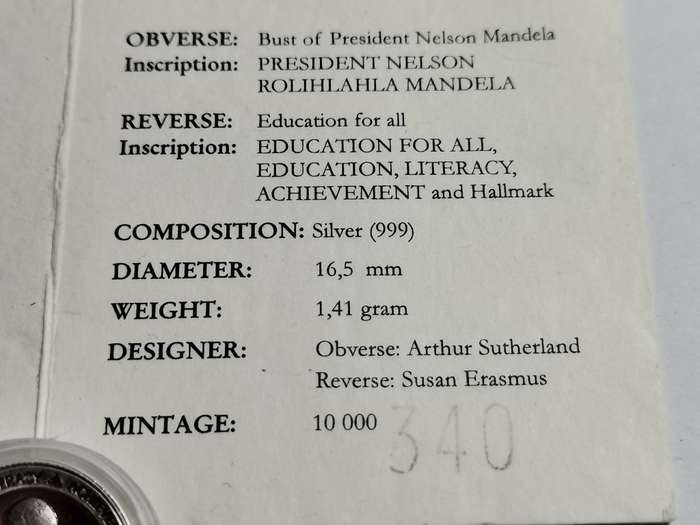 OBVERSE: Bust of President Nelson Mandela
Inscription: PRESIDENT NELSON
ROLIHLAHLA MANDELA
REVERSE: Education for all
Inscription: EDUCATION FOR ALL,
EDUCATION, LITERACY,
ACHIEVEMENT and Hallmark
COMPOSITION: Silver (999)
DIAMETER: 16,5 mm
WEIGHT: 1,41 gram
DESIGNER: Obverse: Arthur Sutherland
Reverse: Susan Erasmus
MINTAGE: 10 000 340